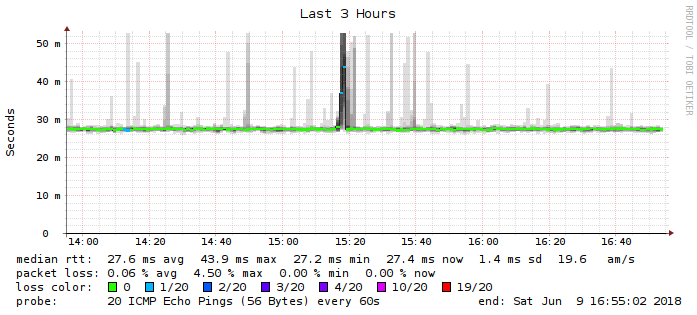 Last 3 Hours
RRDTOOL / TOBI OETIKER
Seconds
50 m
40 m
30 m
20 m
10 m
0
14:00 14:20 14:40 15:00 15:20 15:40 16:00 16:20 16:40
median rtt: 27.6 ms avg 43.9 ms max 27.2 ms min 27.4 ms now 1.4 ms sd 19.6 am/s
packet loss: 0.06 % avg 4.50 % max 0.00 % min 0.00 % now
loss color: 0 1/20 2/20 3/20 4/20 10/20 19/20
probe: 20 ICMP Echo Pings (56 Bytes) every 60s end: Sat Jun 9 16:55:02 2018